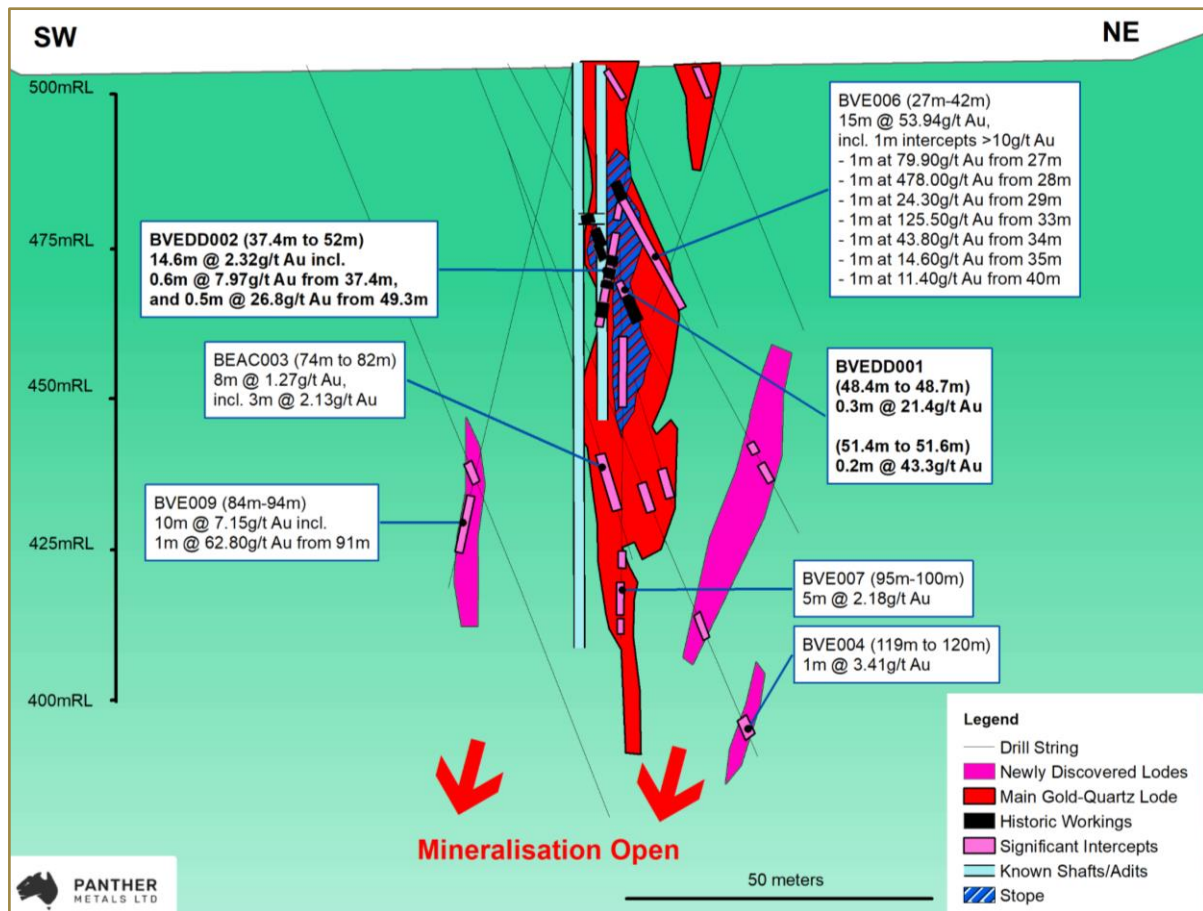 SW
NE
500mRL
475mRL
450mRL
425mRL
400mRL
BVE006 (27m-42m)
15m @ 53.94g/t Au,
incl. 1m intercepts >10g/t Au
- 1m at 79.90g/t Au from 27m
- 1m at 478.00g/t Au from 28m
- 1m at 24.30g/t Au from 29m
- 1m at 125.50g/t Au from 33m
- 1m at 43.80g/t Au from 34m
- 1m at 14.60g/t Au from 35m
- 1m at 11.40g/t Au from 40m
BVEDD002 (37.4m to 52m)
14.6m @ 2.32g/t Au incl.
0.6m @ 7.97g/t Au from 37.4m,
and 0.5m @ 26.8g/t Au from 49.3m
BEAC003 (74m to 82m)
8m @ 1.27g/t Au,
incl. 3m @ 2.13g/t Au
BVEDD001
(48.4m to 48.7m)
0.3m @ 21.4g/t Au
(51.4m to 51.6m)
0.2m @ 43.3g/t Au
BVE009 (84m-94m)
10m @ 7.15g/t Au incl.
1m @ 62.80g/t Au from 91m
BVE007 (95m-100m)
5m @ 2.18g/t Au
BVE004 (119m to 120m)
1m @ 3.41g/t Au
Mineralisation Open
50 meters
Legend
Drill String
Newly Discovered Lodes
Main Gold-Quartz Lode
Historic Workings
Significant Intercepts
Known Shafts/Adits
Stope
PANTHER
METALS LTD